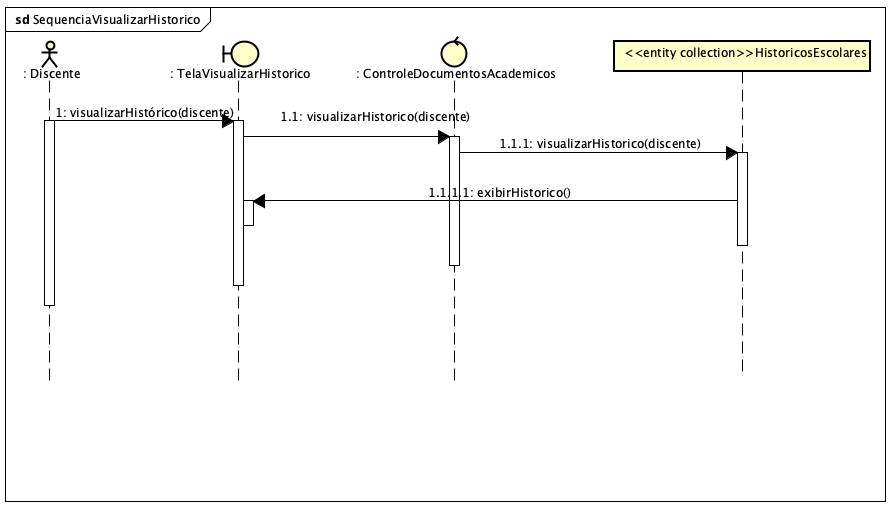 sd SequenciaVisualizarHistorico
: Discente
: TelaVisualizarHistorico
: ControleDocumentosAcademicos
<<entity collection>>HistoricosEscolares
1: visualizarHistórico(discente)
1.1: visualizarHistorico(discente)
1.1.1: visualizarHistorico(discente)
1.1.1.1: exibirHistorico()